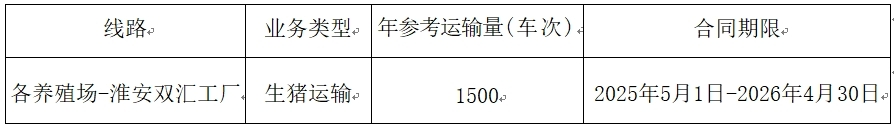 线路 业务类型 年参考运输量(车次) 合同期限
各养殖场-淮安双汇工厂 生猪运输 1500 2025年5月1日-2026年4月30日